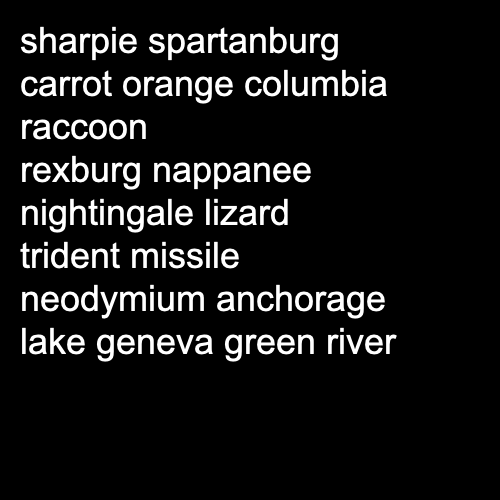 sharpie spartanburg
carrot orange columbia
raccoon
rexburg nappanee
nightingale lizard
trident missile
neodymium anchorage
lake geneva green river